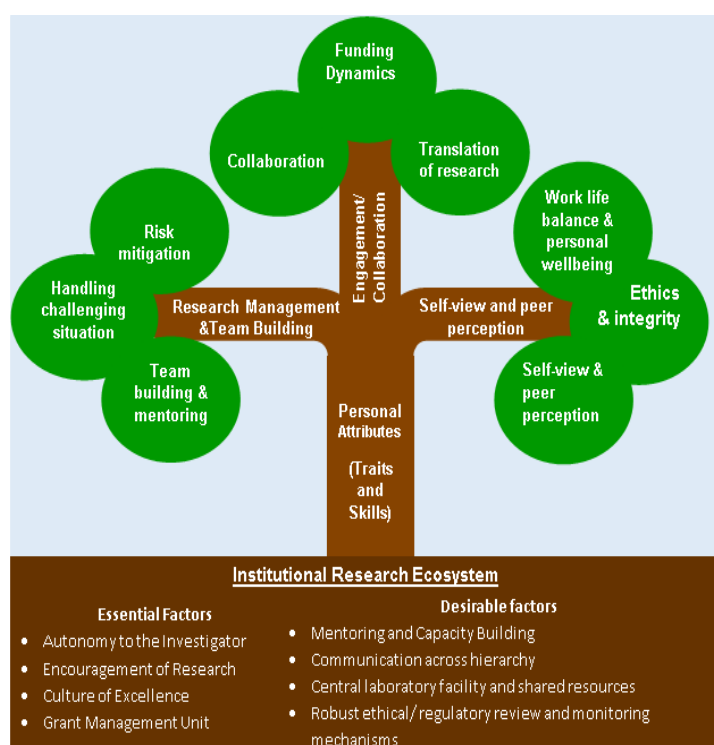 Funding
Dynamics
Collaboration
Translation
of research
Engagement/
Collaboration
Risk
mitigation
Handling
challenging
situation
Team
building &
mentoring
Research Management
&Team Building
Self-view and peer
perception
Work life
balance &
personal
wellbeing
Ethics
& integrity
Self-view &
peer
perception
Personal
Attributes
(Traits
and
Skills)
Institutional Research Ecosystem
Essential Factors
• Autonomy to the Investigator
• Encouragement of Research
• Culture of Excellence
• Grant Management Unit
Desirable factors
• Mentoring and Capacity Building
• Communication across hierarchy
• Central laboratory facility and shared resources
• Robust ethical/ regulatory review and monitoring
mechanisms